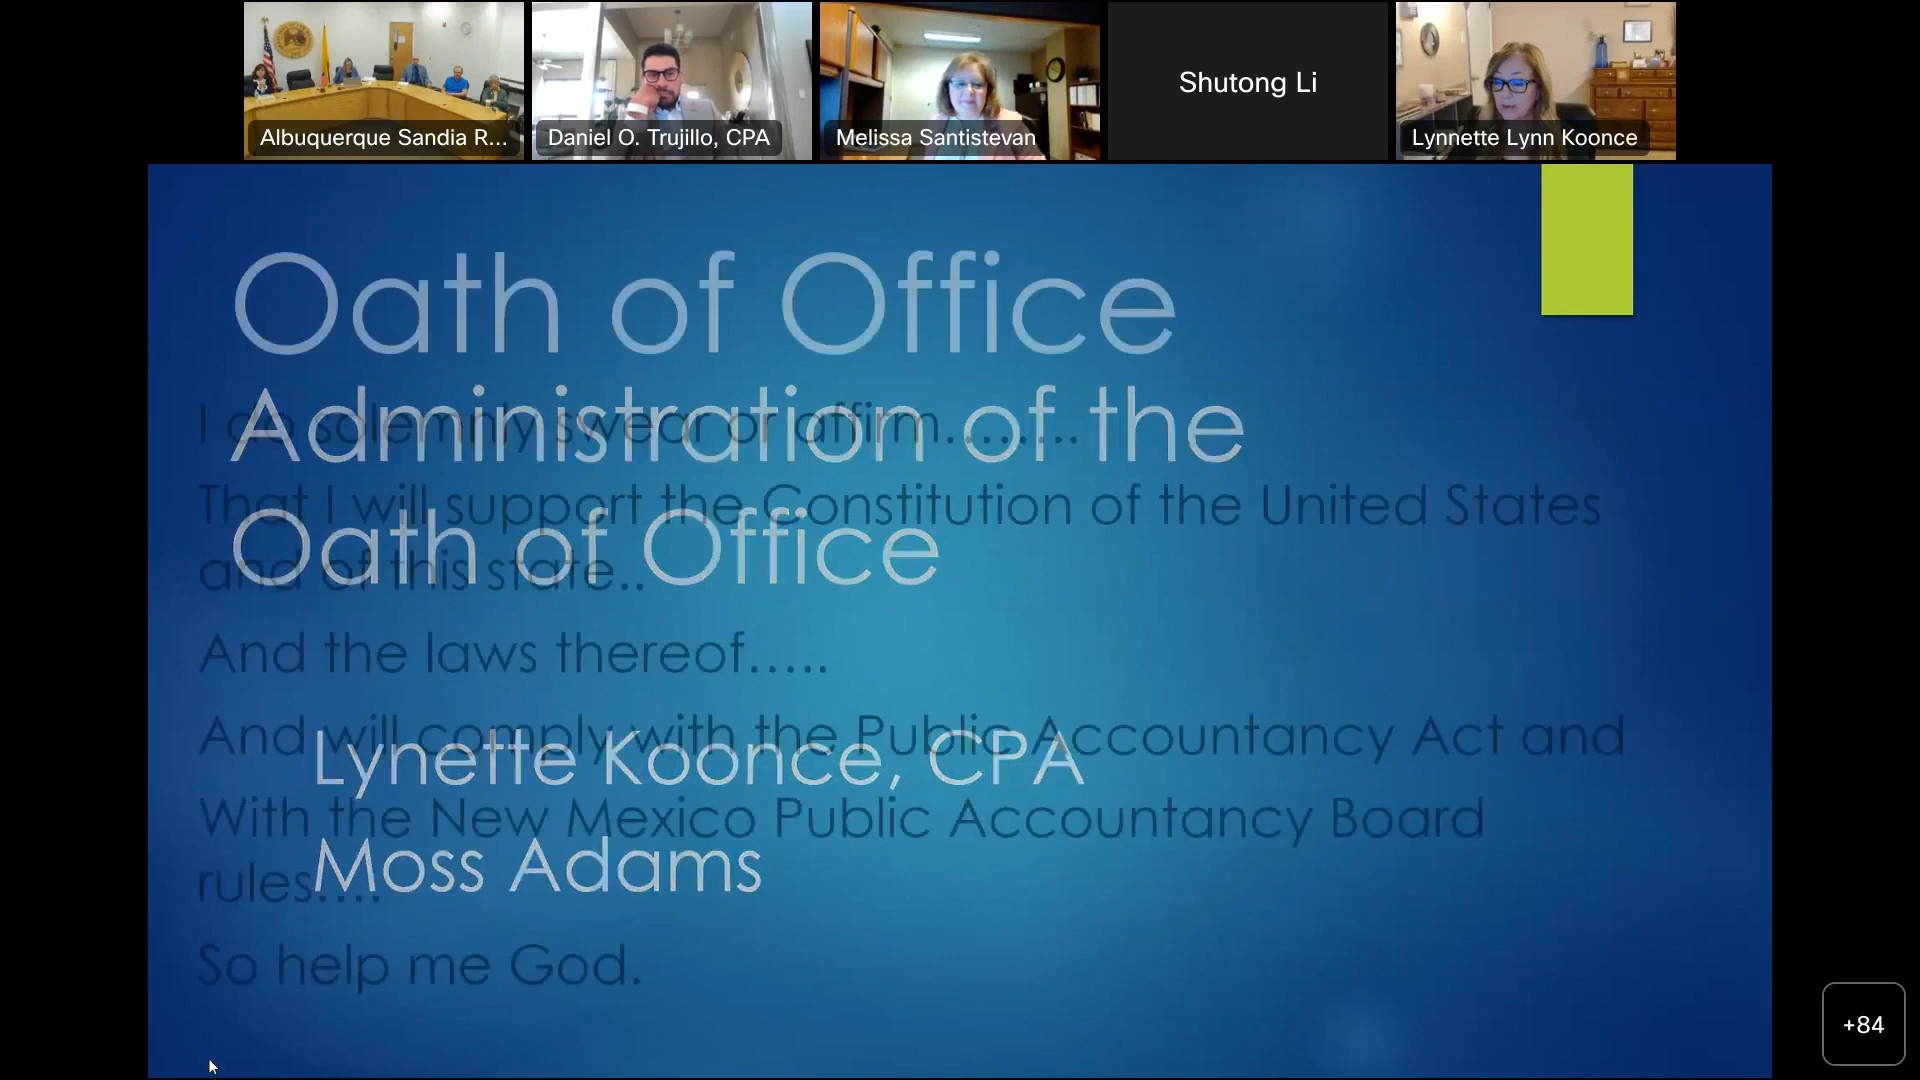 Albuquerque Sandia R...
Daniel O. Trujillo, CPA
Melissa Santistevan
Shutong Li
Lynnette Lynn Koonce
Oath of Office
Administration of the
Oath of Office
Lynette Koonce, CPA
Moss Adams
I do solemnly swear or affirm........
That I will support the Constitution of the United States
and of this state..
And the laws thereof.....
And will comply with the Public Accountancy Act and
With the New Mexico Public Accountancy Board
rules....
So help me God.
+84